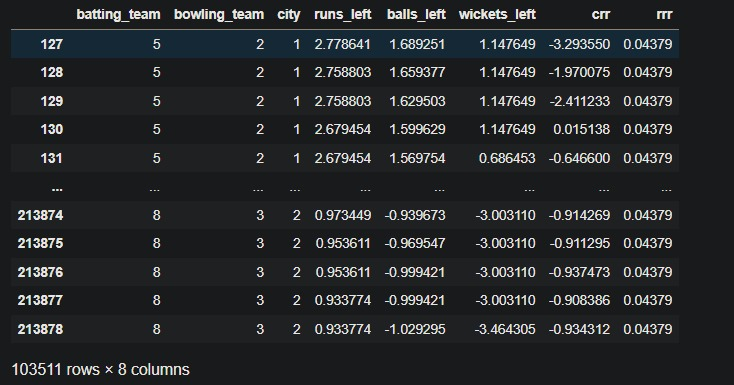 batting_team bowling_team city runs_left balls_left wickets_left crr rrr
127 5 2 1 2.778641 1.689251 1.147649 -3.293550 0.04379
128 5 2 1 2.758803 1.659377 1.147649 -1.970075 0.04379
129 5 2 1 2.758803 1.629503 1.147649 -2.411233 0.04379
130 5 2 1 2.679454 1.599629 1.147649 0.015138 0.04379
131 5 2 1 2.679454 1.569754 0.686453 -0.646600 0.04379
... ... ... ... ... ... ... ... ...
213874 8 3 2 0.973449 -0.939673 -3.003110 -0.914269 0.04379
213875 8 3 2 0.953611 -0.969547 -3.003110 -0.911295 0.04379
213876 8 3 2 0.953611 -0.999421 -3.003110 -0.937473 0.04379
213877 8 3 2 0.933774 -0.999421 -3.003110 -0.908386 0.04379
213878 8 3 2 0.933774 -1.029295 -3.464305 -0.934312 0.04379
103511 rows × 8 columns